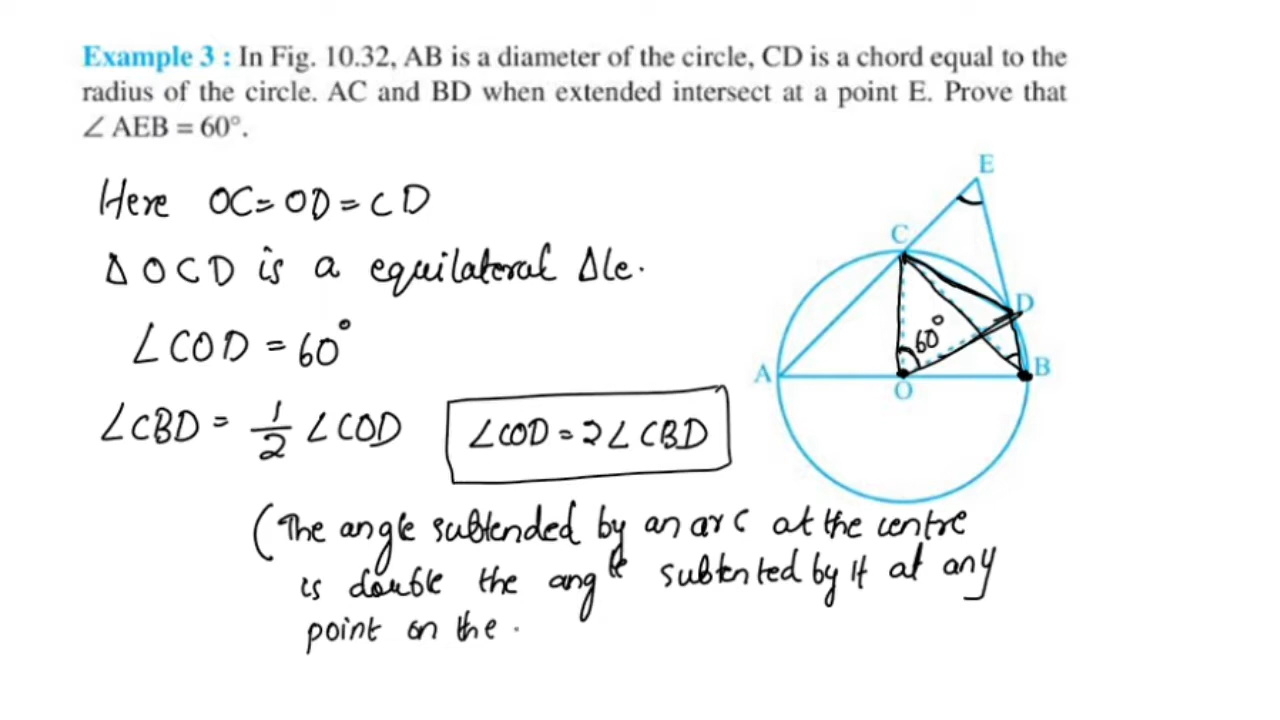 Example 3 : In Fig. 10.32, AB is a diameter of the circle, CD is a chord equal to the
radius of the circle. AC and BD when extended intersect at a point E. Prove that
∠ AEB = 60°.
Here OC = OD = CD
Δ OCD is a equilateral Δle.
∠COD = 60°
∠CBD = 1/2 ∠COD
∠COD = 2∠CBD
(The angle subtended by an arc at the centre
is double the angle subtented by it at any
point on the .
E
C
D
60°
A
O
B